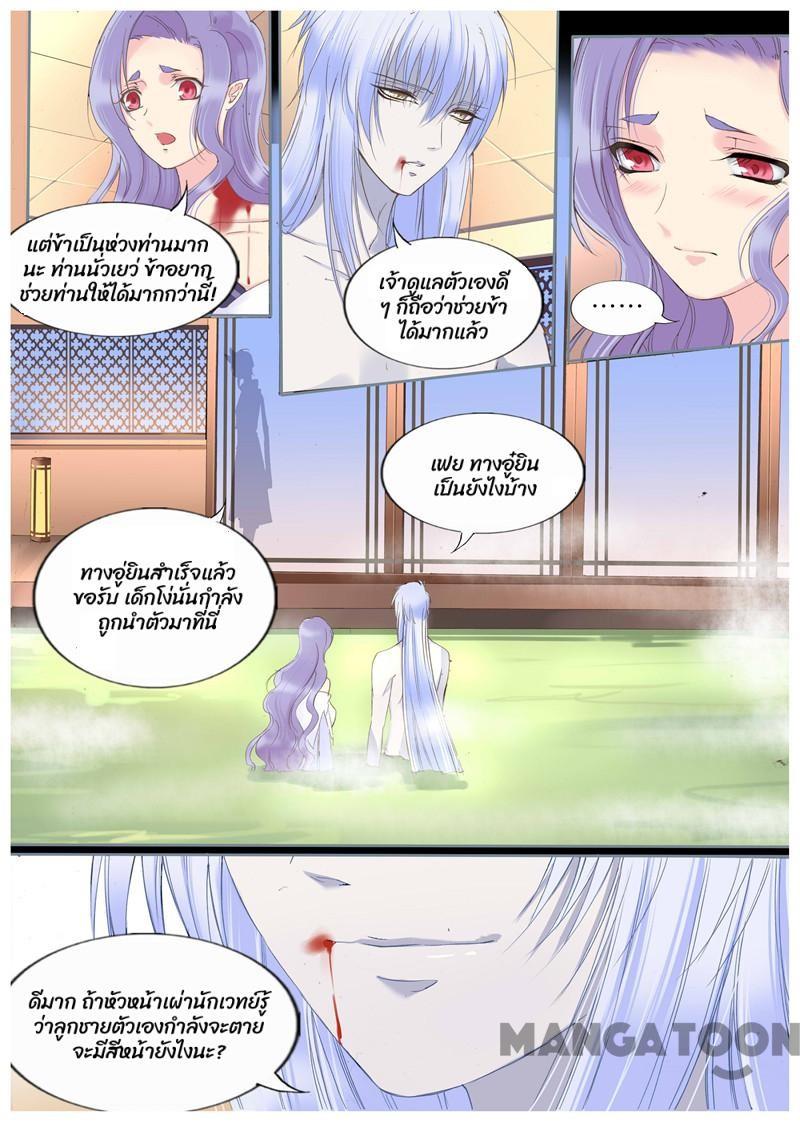 แต่ข้าเป็นห่วงท่านมาก
นะ ท่านนั่วเยว่ ข้าอยาก
ช่วยท่านให้ได้มากกว่านี้!
เจ้าดูแลตัวเองดี
ๆ ก็ถือว่าช่วยข้า
ได้มากแล้ว
......
เฟย ทางอู๋ยิน
เป็นยังไงบ้าง
ทางอู่ยินสำเร็จแล้ว
ขอรับ เด็กโง่นั่นกำลัง
ถูกนำตัวมาที่นี่
ดีมาก ถ้าหัวหน้าเผ่านักเวทย์รู้
ว่าลูกชายตัวเองกำลังจะตาย
จะมีสีหน้ายังไงนะ?
MANGATOON